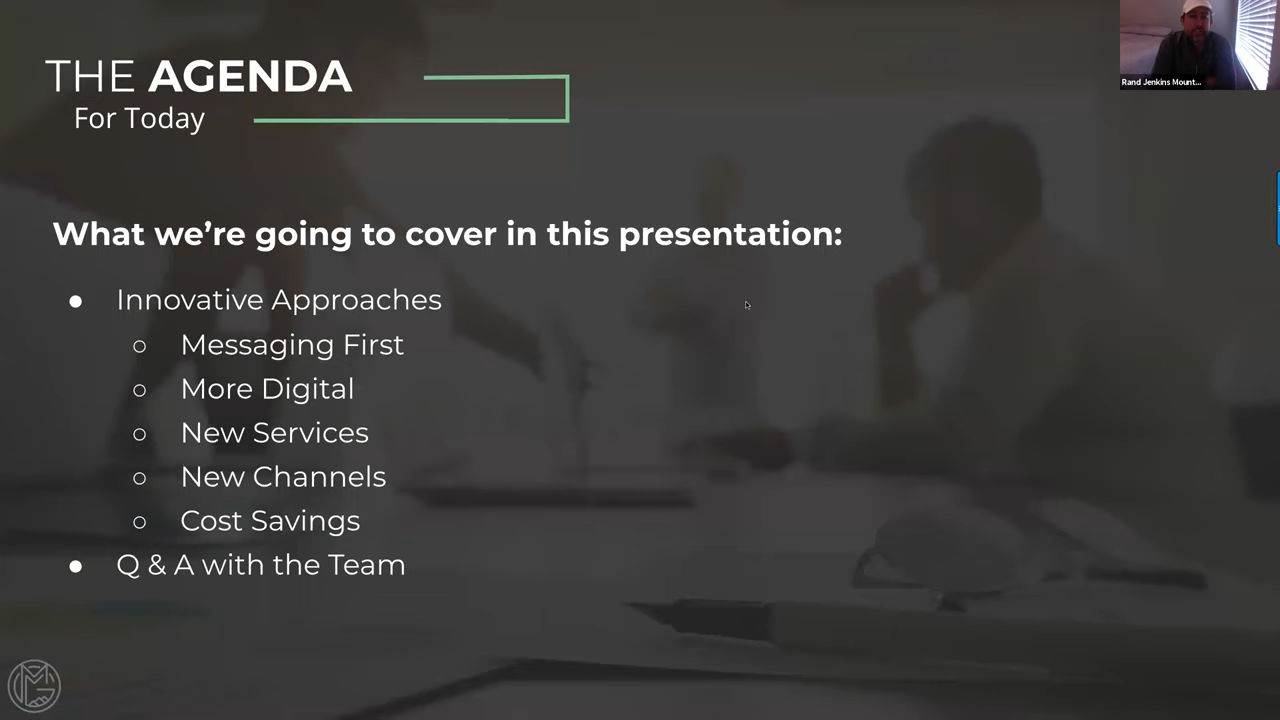 THE AGENDA
For Today
Rand Jenkins Mount...
What we're going to cover in this presentation:
● Innovative Approaches
○ Messaging First
○ More Digital
○ New Services
○ New Channels
○ Cost Savings
● Q & A with the Team